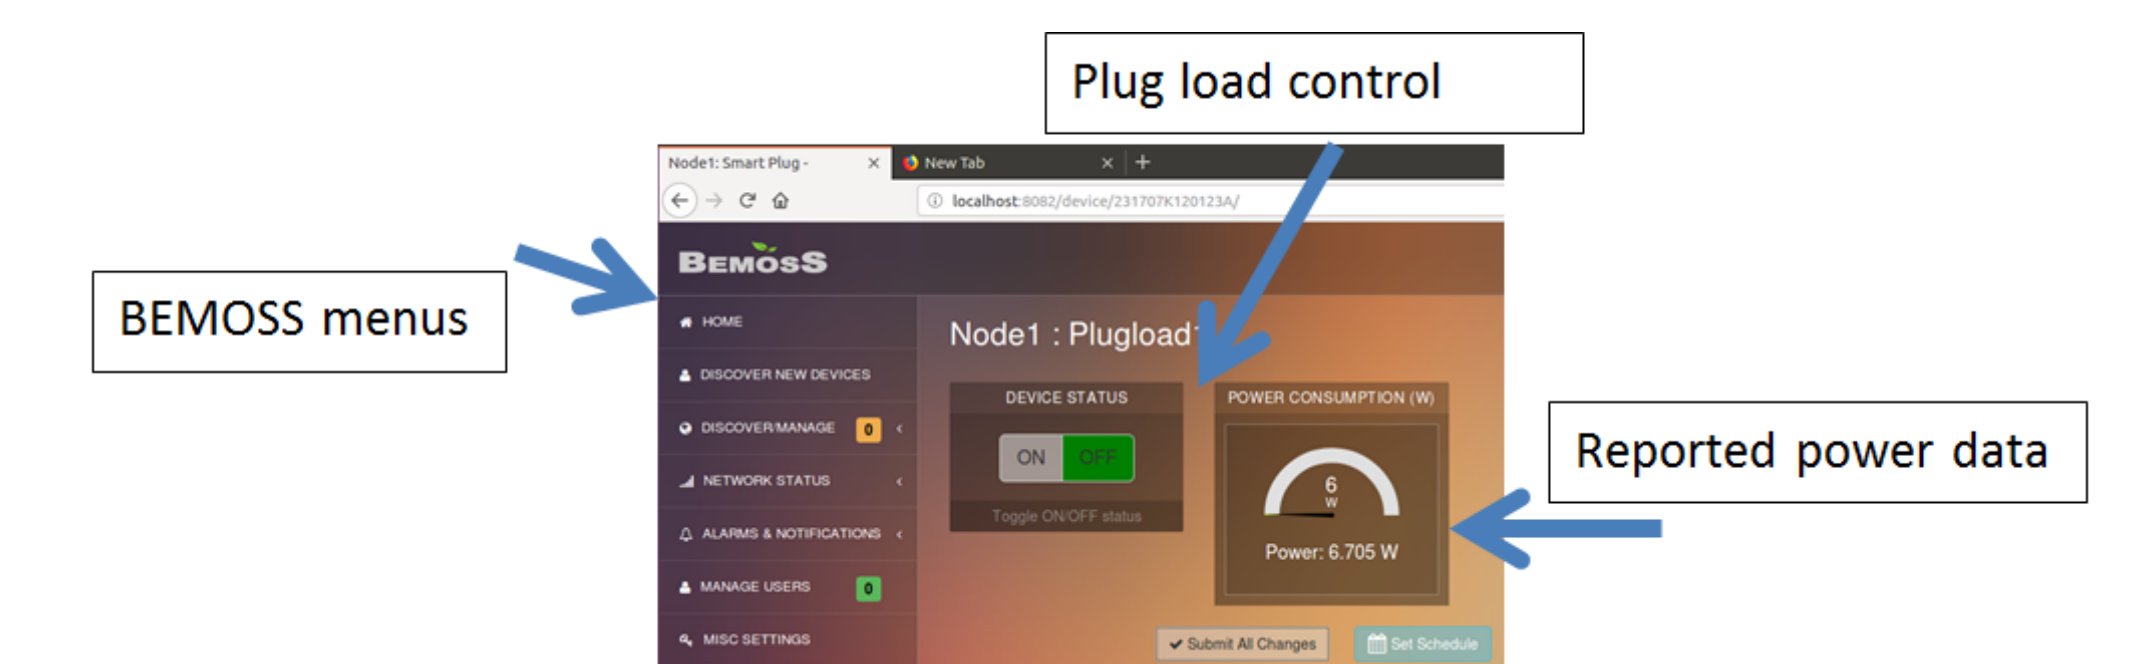 Plug load control
Node1: Smart Plug -
New Tab
localhost:8082/device/231707K120123A/
BEMOSS
BEMOSS menus
HOME
DISCOVER NEW DEVICES
DISCOVER/MANAGE 0
NETWORK STATUS
ALARMS & NOTIFICATIONS
MANAGE USERS 0
MISC SETTINGS
Node1 : Plugload1
DEVICE STATUS
ON OFF
Toggle ON/OFF status
POWER CONSUMPTION (W)
6
W
Power: 6.705 W
Reported power data
Submit All Changes
Set Schedule